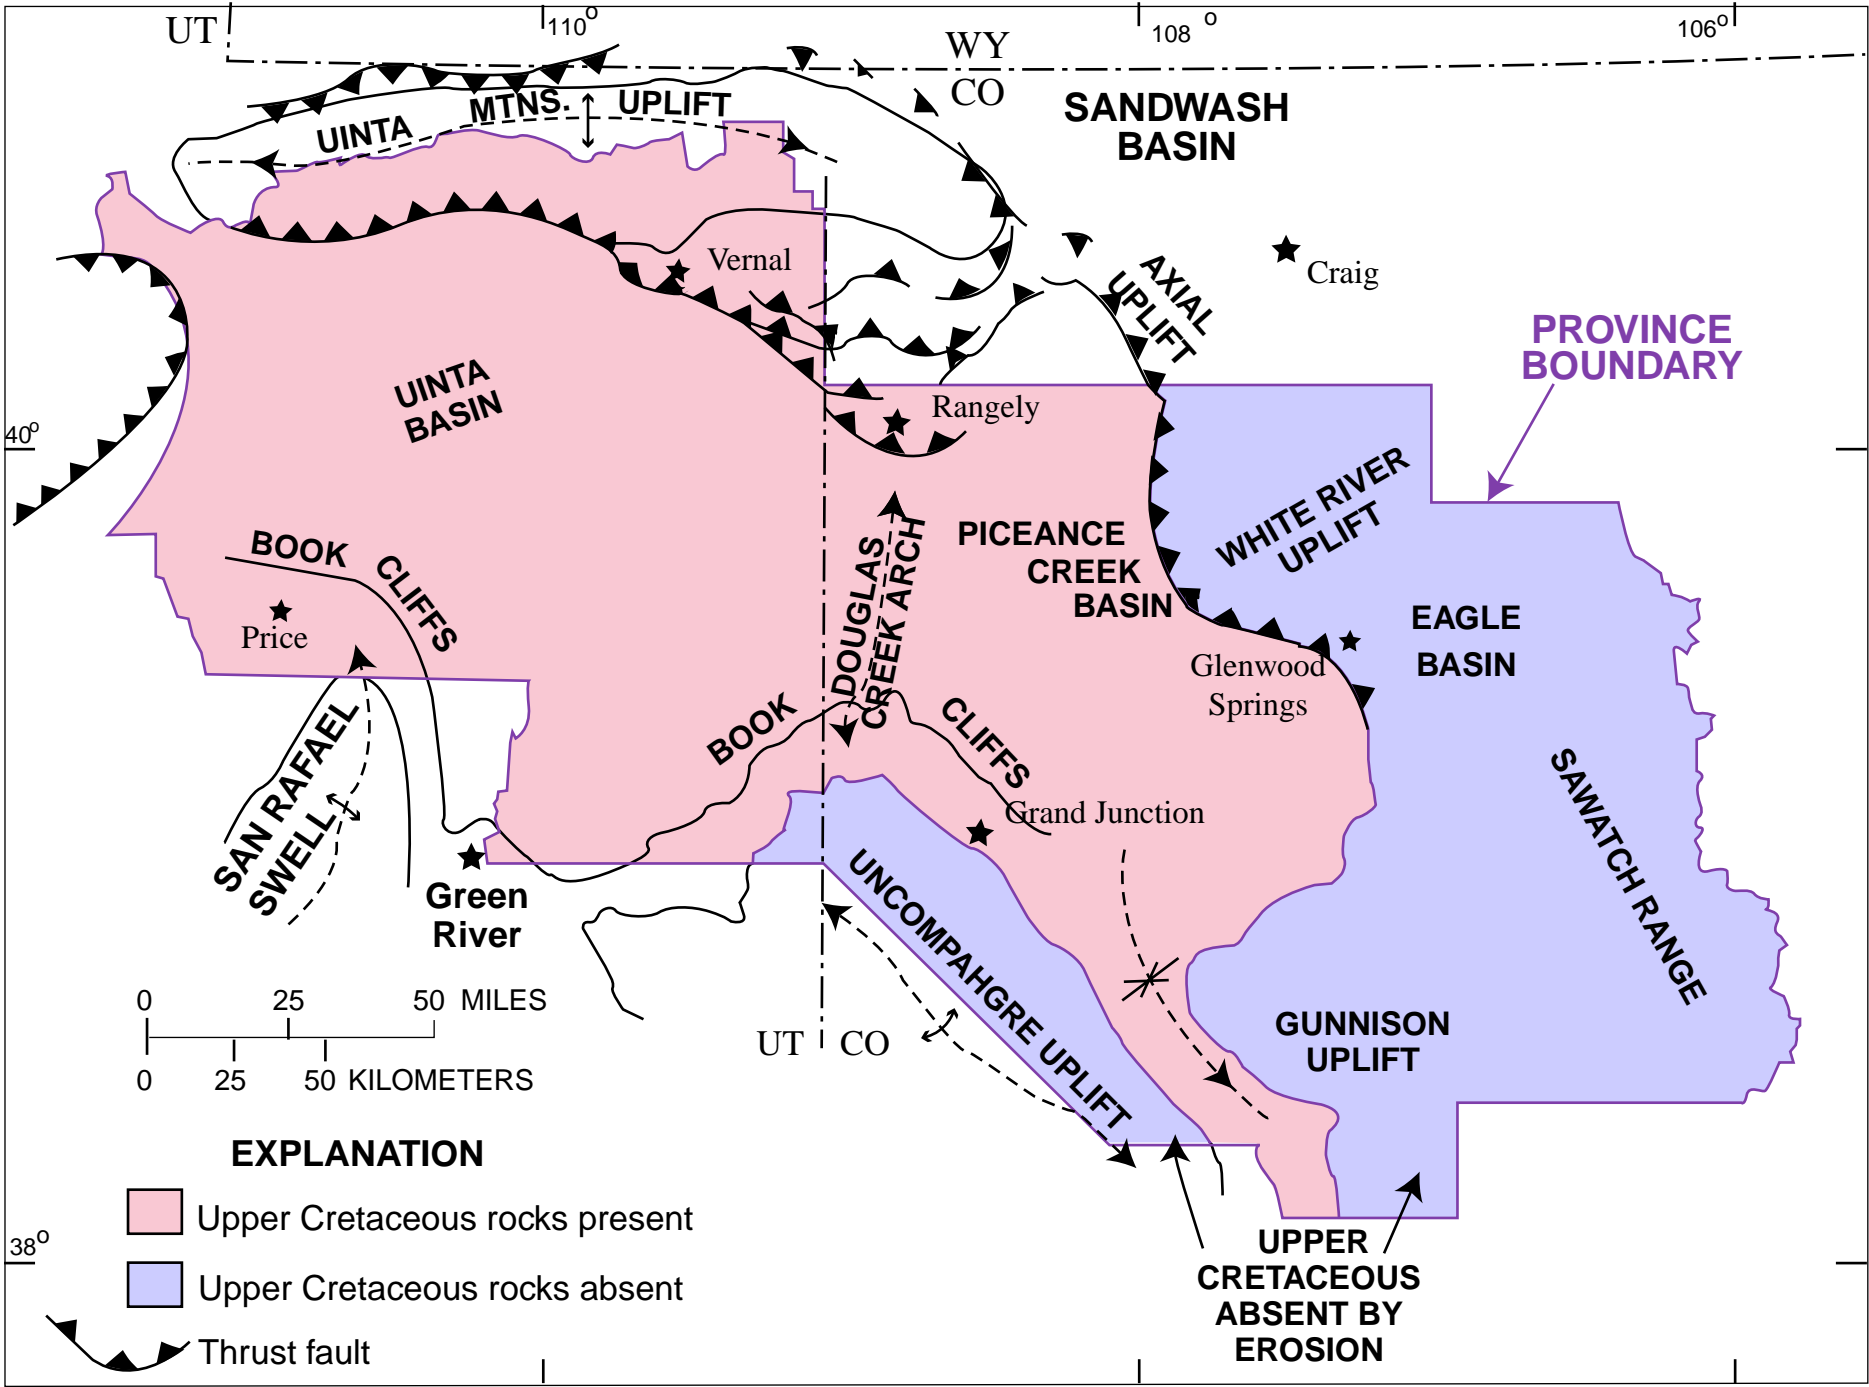 UT
110°
WY
108 °
106°
CO
SANDWASH
BASIN
UINTA MTNS. UPLIFT
Vernal
AXIAL
UPLIFT
Craig
PROVINCE
BOUNDARY
UINTA
BASIN
Rangely
40°
WHITE RIVER
UPLIFT
BOOK CLIFFS
DOUGLAS
CREEK ARCH
PICEANCE
CREEK
BASIN
Price
EAGLE
BASIN
Glenwood
Springs
SAN RAFAEL
SWELL
BOOK CLIFFS
SAWATCH RANGE
Grand Junction
Green
River
UNCOMPAHGRE UPLIFT
0 25 50 MILES
0 25 50 KILOMETERS
UT CO
GUNNISON
UPLIFT
EXPLANATION
Upper Cretaceous rocks present
Upper Cretaceous rocks absent
Thrust fault
38°
UPPER
CRETACEOUS
ABSENT BY
EROSION